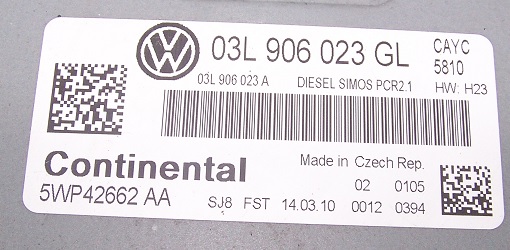 03L 906 023 GL CAYC
5810
03L 906 023 A DIESEL SIMOS PCR2.1 HW: H23
Continental
Made in Czech Rep.
5WP42662 AA
02 0105
SJ8 FST 14.03.10 0012 0394